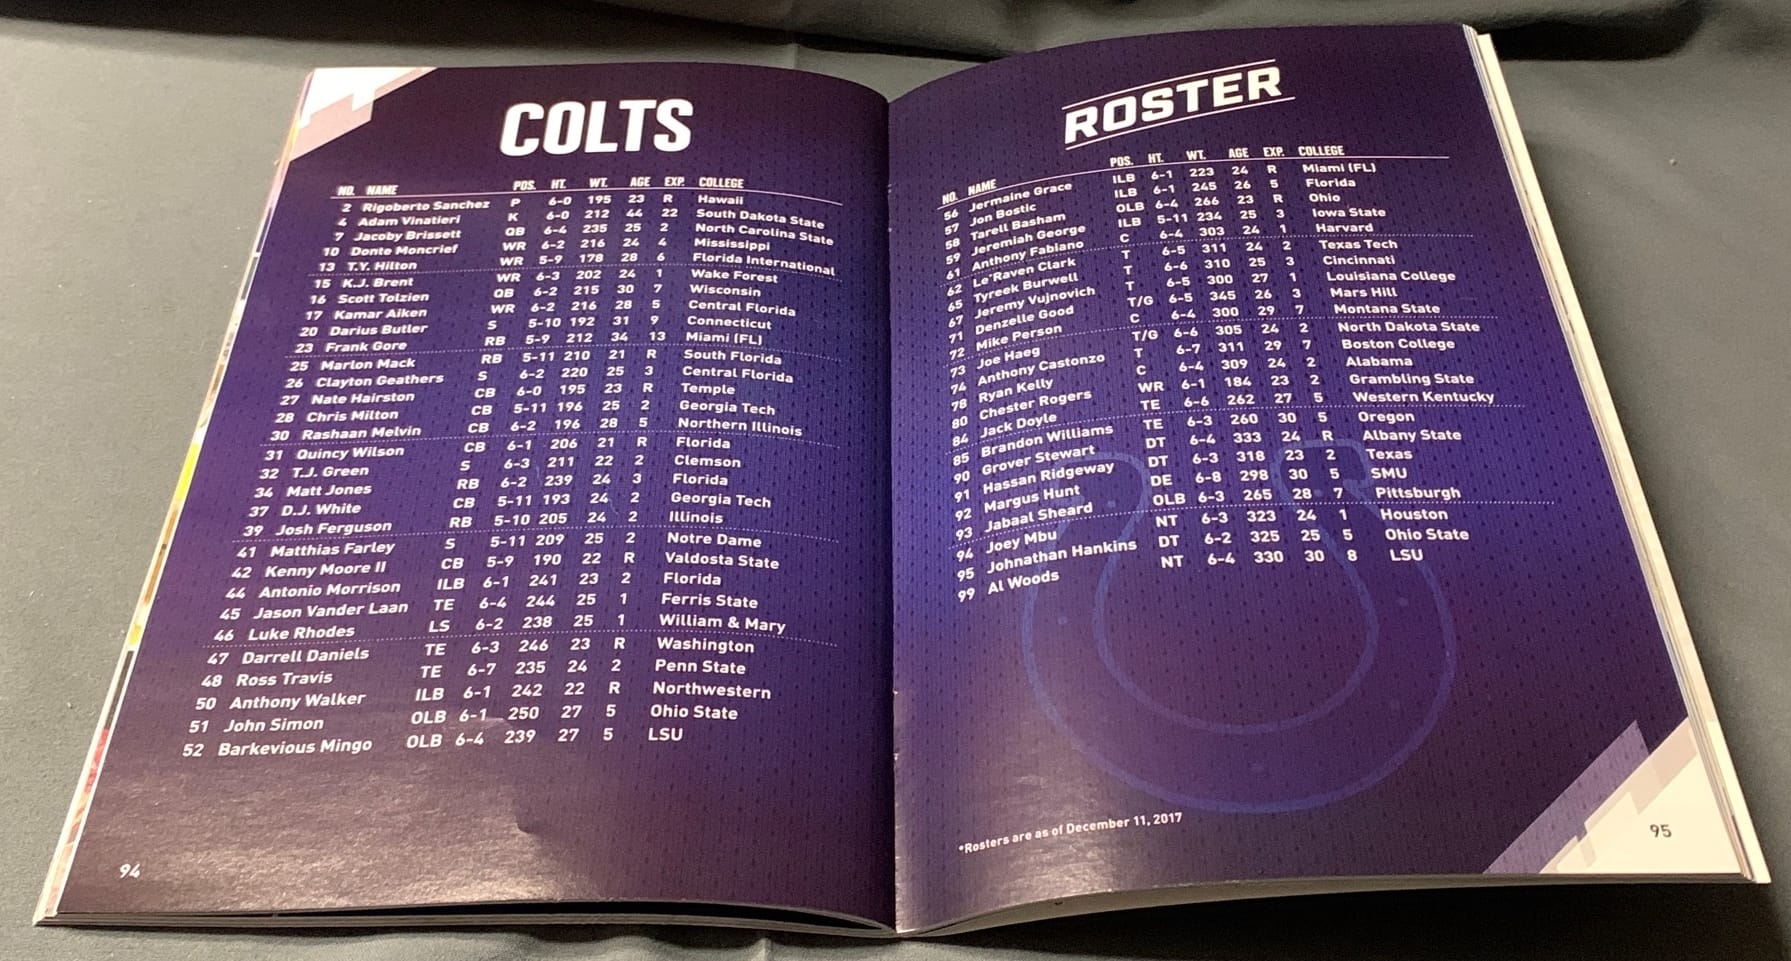 COLTS
NO. NAME POS. HT. WT. AGE EXP. COLLEGE
2 Rigoberto Sanchez P 6-0 195 23 R Hawaii
4 Adam Vinatieri K 6-0 212 44 22 South Dakota State
7 Jacoby Brissett QB 6-4 235 25 2 North Carolina State
10 Donte Moncrief WR 6-2 216 24 4 Mississippi
13 T.Y. Hilton WR 5-9 178 28 6 Florida International
15 K.J. Brent WR 6-3 202 24 1 Wake Forest
16 Scott Tolzien QB 6-2 215 30 7 Wisconsin
17 Kamar Aiken WR 6-2 216 28 5 Central Florida
20 Darius Butler S 5-10 192 31 9 Connecticut
23 Frank Gore RB 5-9 212 34 13 Miami (FL)
25 Marlon Mack RB 5-11 210 21 R South Florida
26 Clayton Geathers S 6-2 220 25 3 Central Florida
27 Nate Hairston CB 6-0 195 23 R Temple
28 Chris Milton CB 5-11 196 25 2 Georgia Tech
30 Rashaan Melvin CB 6-2 196 28 5 Northern Illinois
31 Quincy Wilson CB 6-1 206 21 R Florida
32 T.J. Green S 6-3 211 22 2 Clemson
34 Matt Jones RB 6-2 239 24 3 Florida
37 D.J. White CB 5-11 193 24 2 Georgia Tech
39 Josh Ferguson RB 5-10 205 24 2 Illinois
41 Matthias Farley S 5-11 209 25 2 Notre Dame
42 Kenny Moore II CB 5-9 190 22 R Valdosta State
44 Antonio Morrison ILB 6-1 241 23 2 Florida
45 Jason Vander Laan TE 6-4 244 25 1 Ferris State
46 Luke Rhodes LS 6-2 238 25 1 William & Mary
47 Darrell Daniels TE 6-3 246 23 R Washington
48 Ross Travis TE 6-7 235 24 2 Penn State
50 Anthony Walker ILB 6-1 242 22 R Northwestern
51 John Simon OLB 6-1 250 27 5 Ohio State
52 Barkevious Mingo OLB 6-4 239 27 5 LSU
94
ROSTER
NO. NAME POS. HT. WT. AGE EXP. COLLEGE
56 Jermaine Grace ILB 6-1 223 24 R Miami (FL)
57 Jon Bostic ILB 6-1 245 26 5 Florida
58 Tarell Basham OLB 6-4 266 23 R Ohio
59 Jeremiah George ILB 5-11 234 25 3 Iowa State
61 Anthony Fabiano C 6-4 303 24 1 Harvard
62 Le'Raven Clark T 6-5 311 24 2 Texas Tech
65 Tyreek Burwell T 6-6 310 25 3 Cincinnati
67 Jeremy Vujnovich T 6-5 300 27 1 Louisiana College
71 Denzelle Good T/G 6-5 345 26 3 Mars Hill
72 Mike Person C 6-4 300 29 7 Montana State
73 Joe Haeg T/G 6-6 305 24 2 North Dakota State
74 Anthony Castonzo T 6-7 311 29 7 Boston College
78 Ryan Kelly C 6-4 309 24 2 Alabama
80 Chester Rogers WR 6-1 184 23 2 Grambling State
84 Jack Doyle TE 6-6 262 27 5 Western Kentucky
85 Brandon Williams TE 6-3 260 30 5 Oregon
90 Grover Stewart DT 6-4 333 24 R Albany State
91 Hassan Ridgeway DT 6-3 318 23 2 Texas
92 Margus Hunt DE 6-8 298 30 5 SMU
93 Jabaal Sheard OLB 6-3 265 28 7 Pittsburgh
94 Joey Mbu NT 6-3 323 24 1 Houston
95 Johnathan Hankins DT 6-2 325 25 5 Ohio State
99 Al Woods NT 6-4 330 30 8 LSU
*Rosters are as of December 11, 2017
95